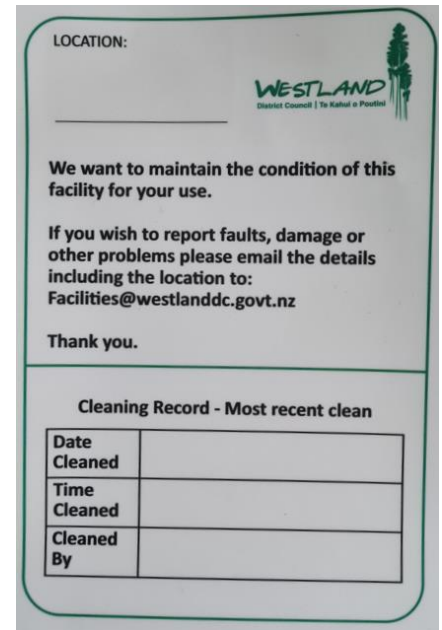 LOCATION:
WESTLAND
District Council | Te Kahui o Poutini
We want to maintain the condition of this
facility for your use.
If you wish to report faults, damage or
other problems please email the details
including the location to:
Facilities@westlanddc.govt.nz
Thank you.
Cleaning Record - Most recent clean
Date
Cleaned
Time
Cleaned
Cleaned
By